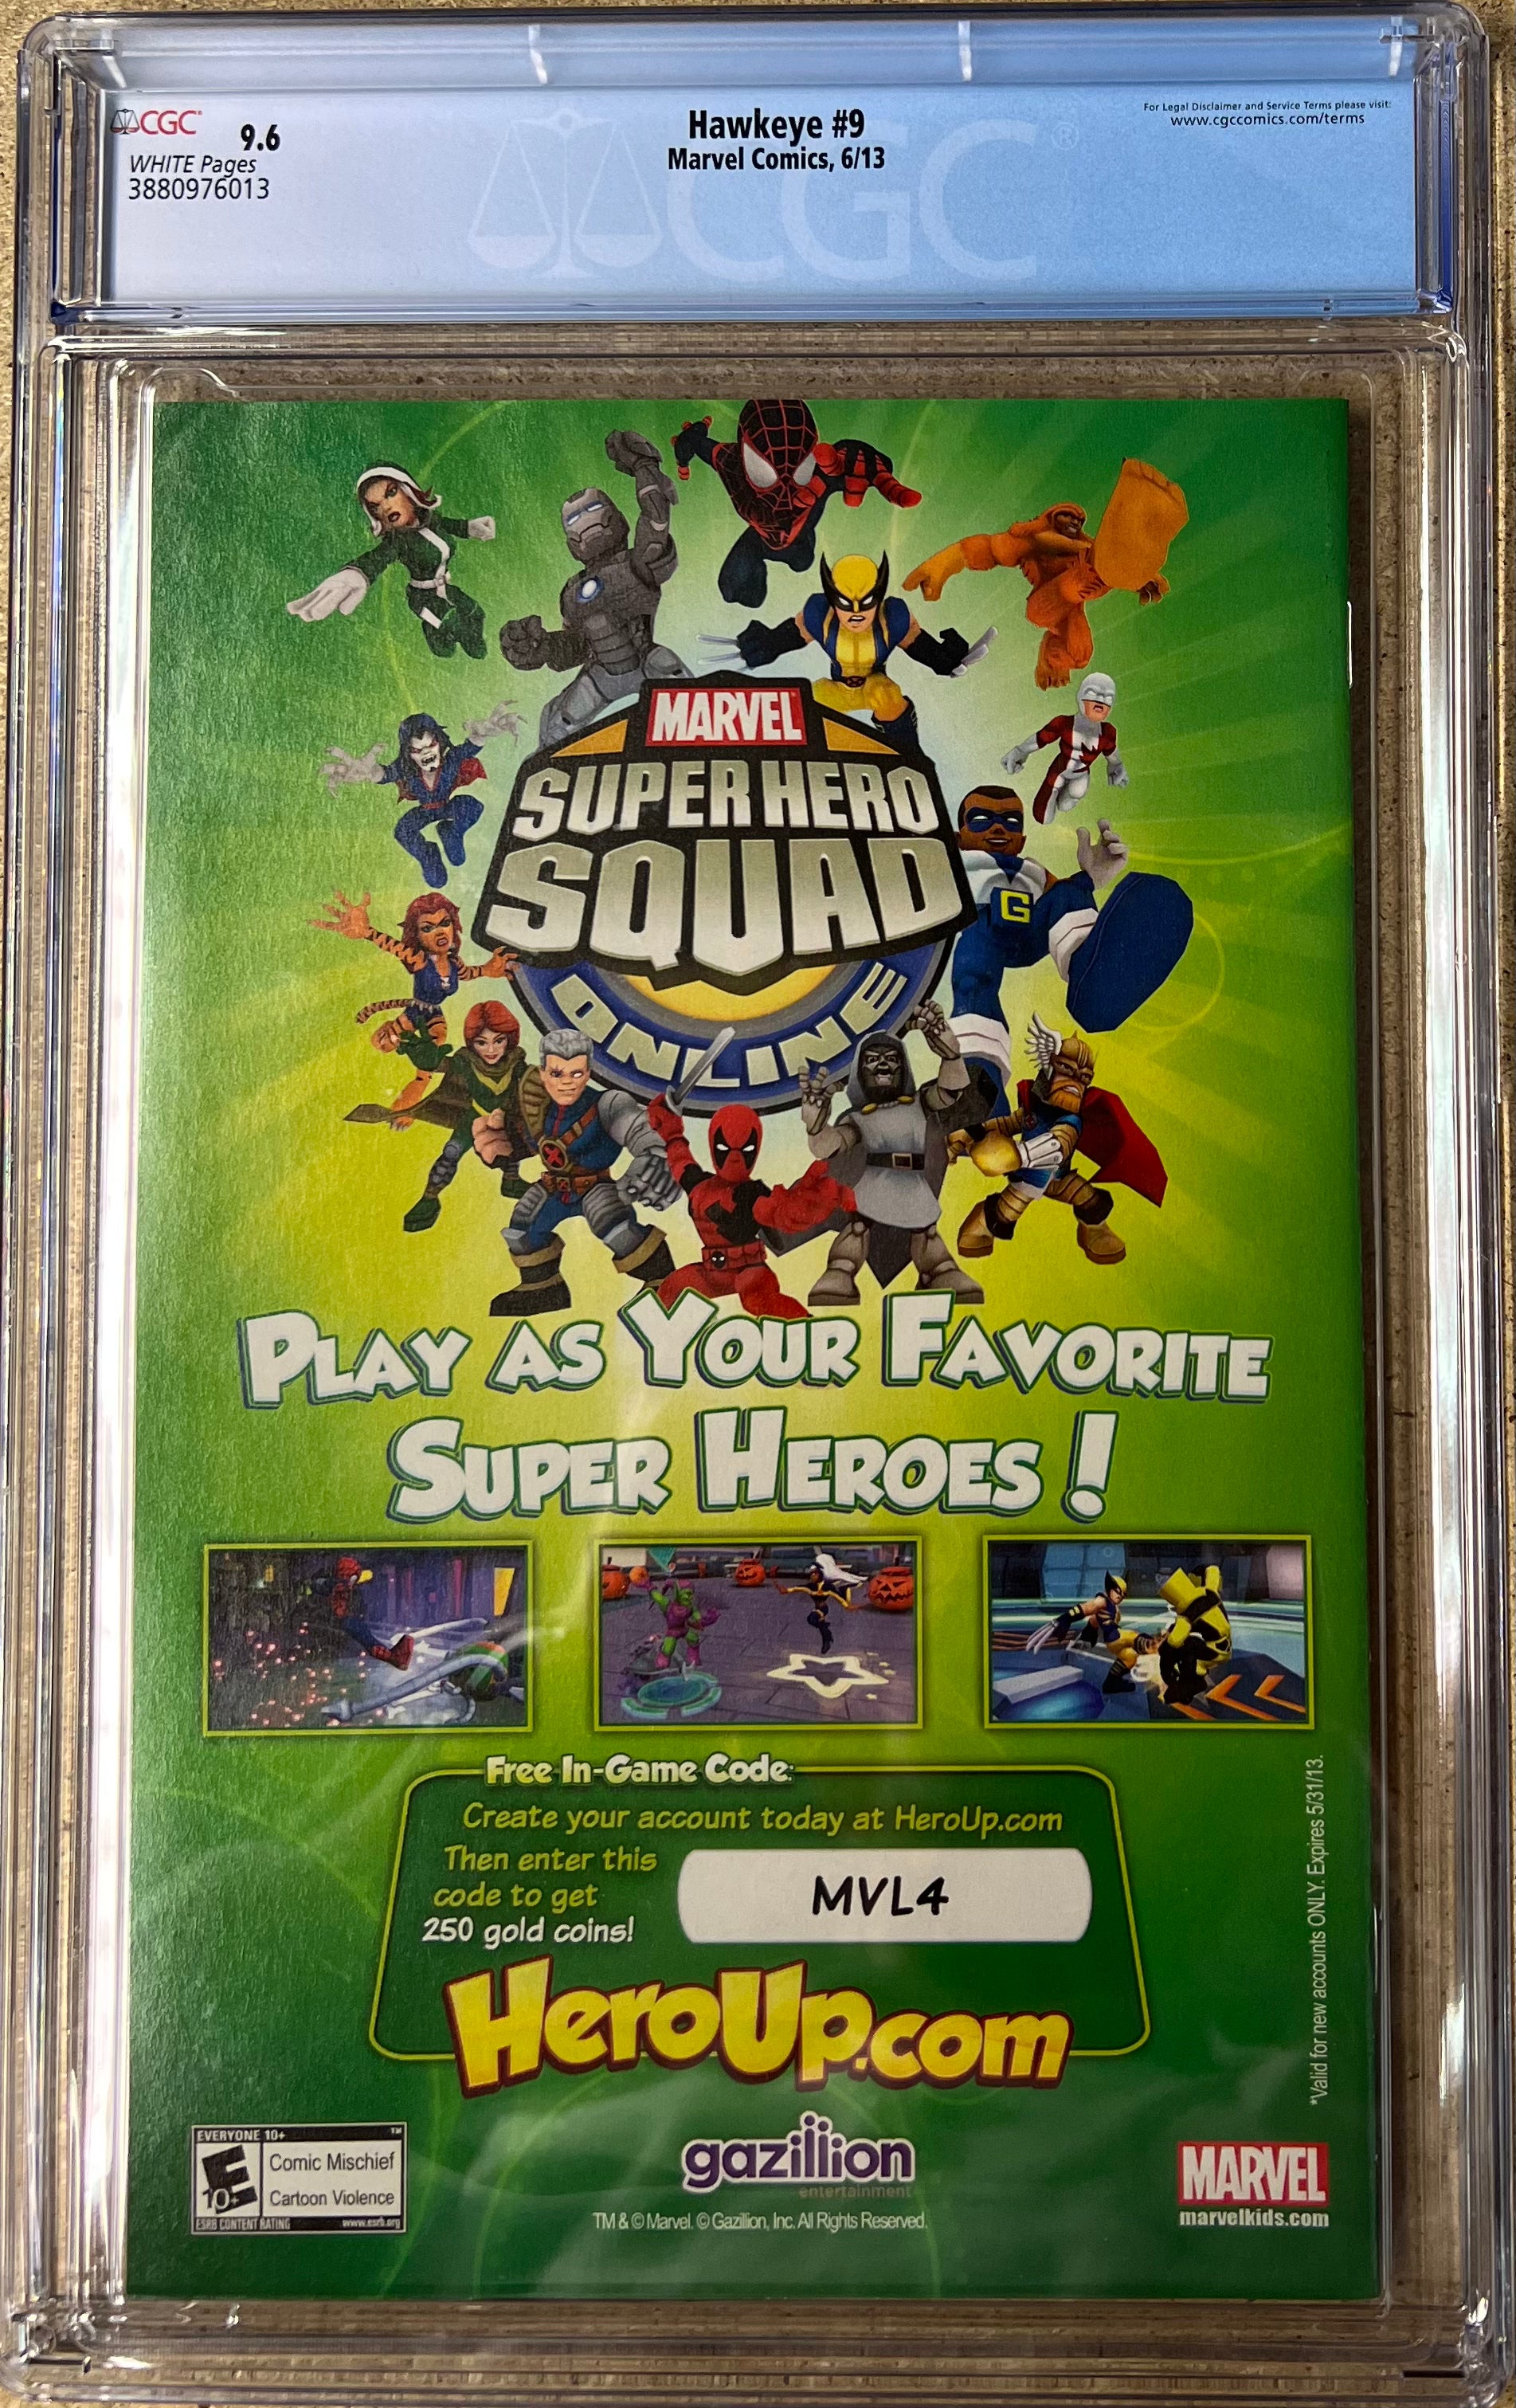 CGC
9.6
WHITE Pages
3880976013
Hawkeye #9
Marvel Comics, 6/13
For Legal Disclaimer and Service Terms please visit:
www.cgccomics.com/terms
CGC®
MARVEL
SUPER HERO
SQUAD
ONLINE
G
PLAY AS YOUR FAVORITE
SUPER HEROES!
Free In-Game Code:
Create your account today at HeroUp.com
Then enter this
code to get
250 gold coins!
MVL4
HeroUp.com
*Valid for new accounts ONLY. Expires 5/31/13.
EVERYONE 10+ ™
E
10+
Comic Mischief
Cartoon Violence
ESRB CONTENT RATING www.esrb.org
gazillion
entertainment
TM & © Marvel. © Gazillion, Inc. All Rights Reserved.
MARVEL
marvelkids.com